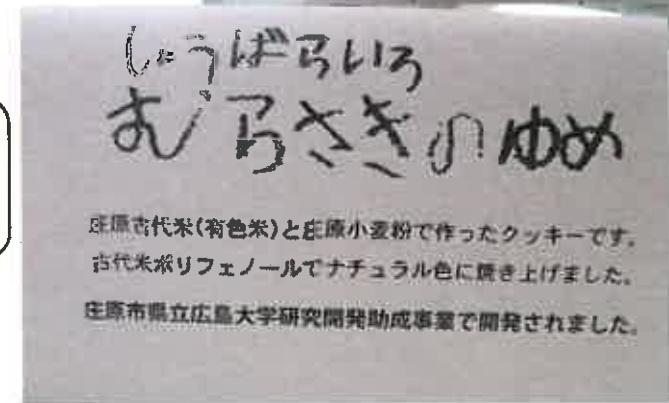 しょうばらいろ
むらさきのゆめ
庄原古代米(有色米)と庄原小麦粉で作ったクッキーです。
古代米ポリフェノールでナチュラル色に焼き上げました。
庄原市県立広島大学研究開発助成事業で開発されました。